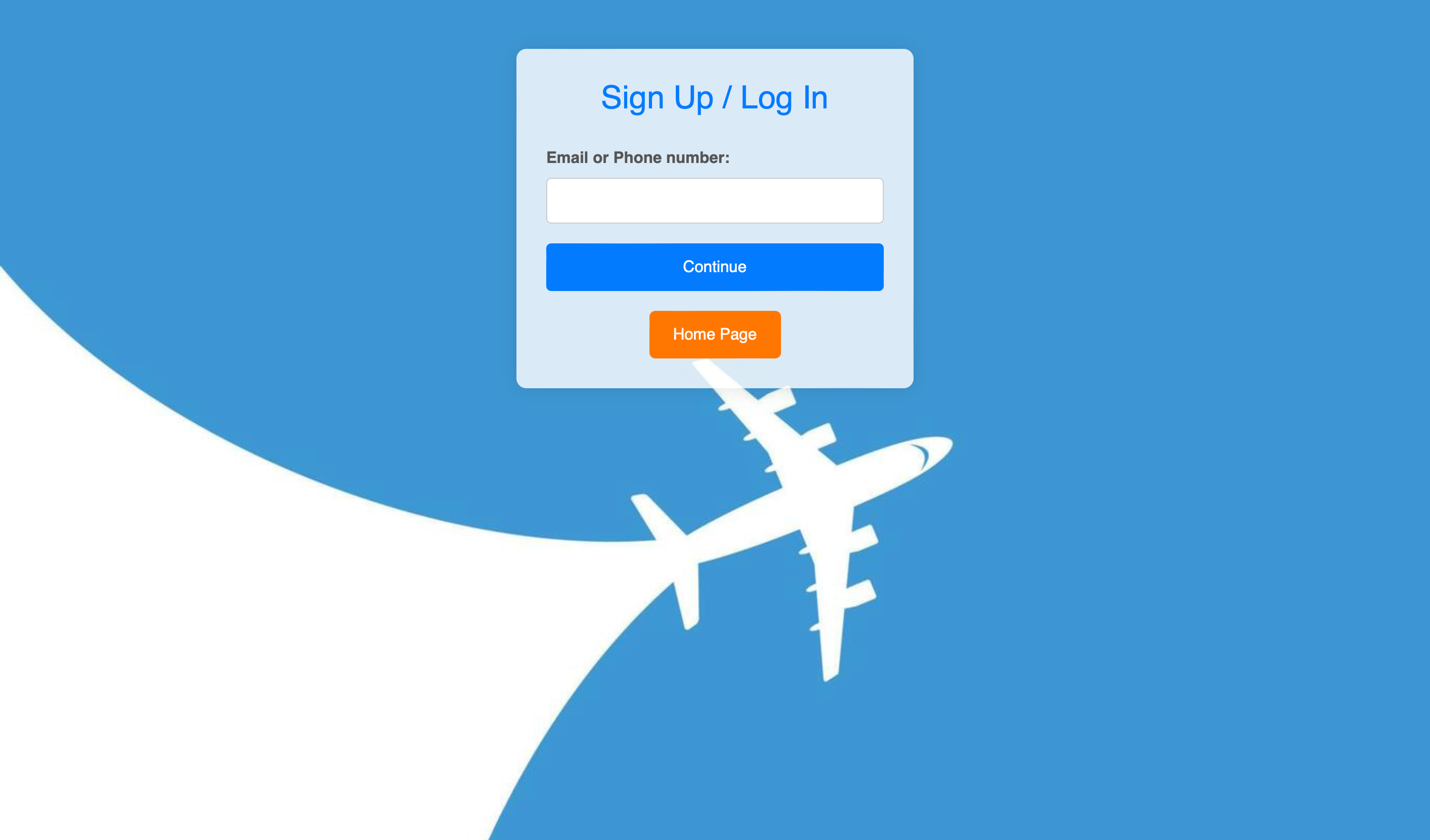 Sign Up / Log In
Email or Phone number:
Continue
Home Page